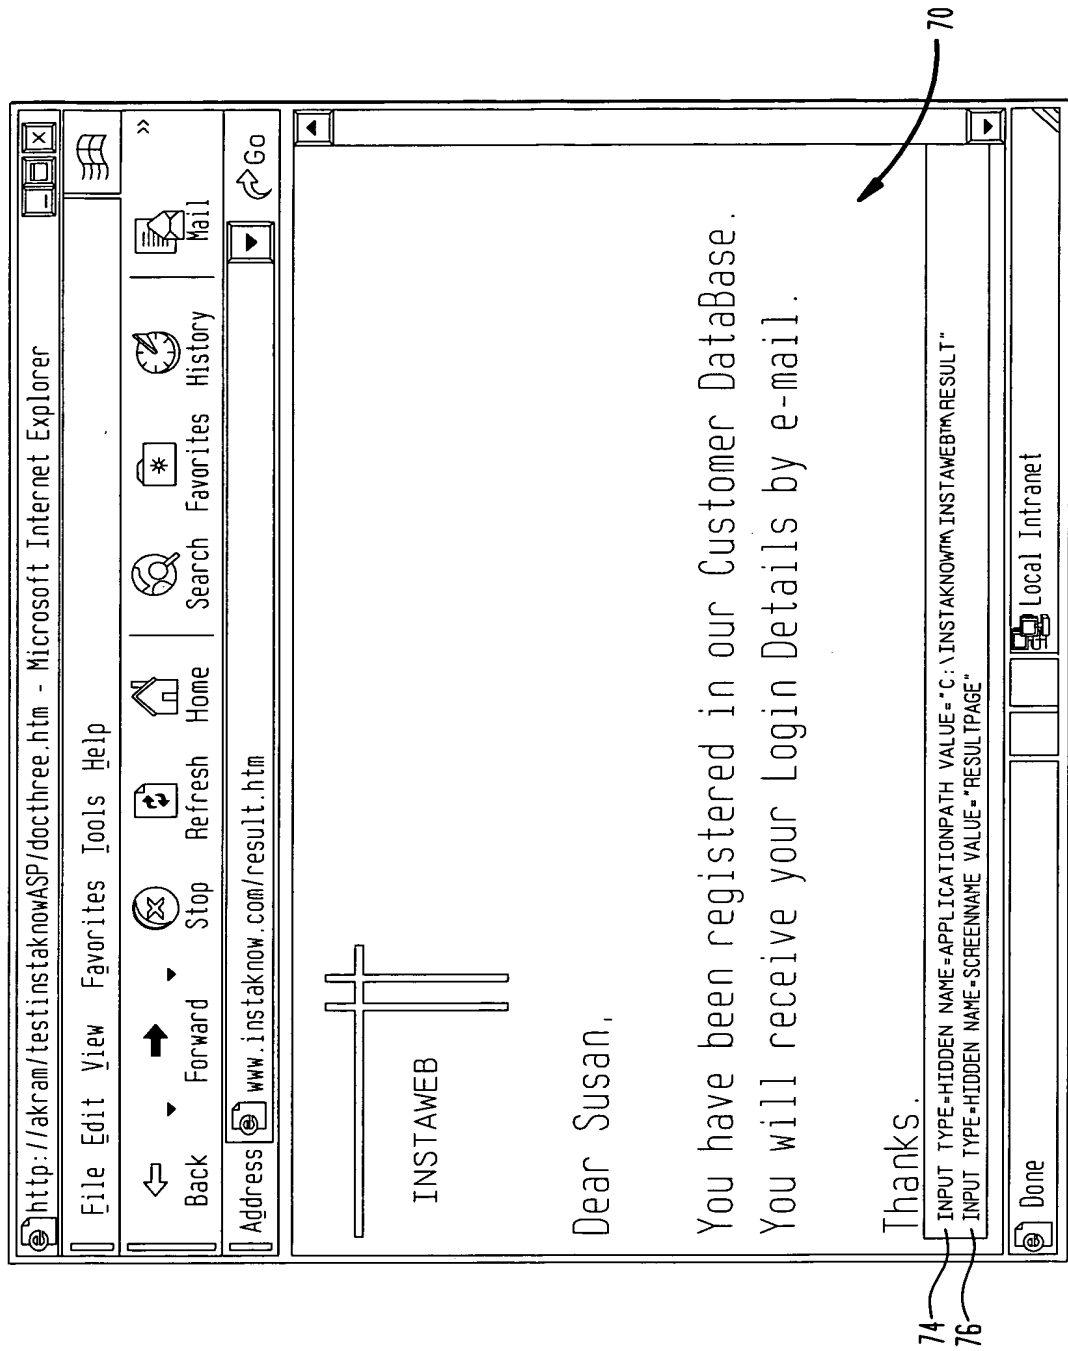 http://akram/testinstaknowASP/docthree.htm - Microsoft Internet Explorer
File Edit View Favorites Tools Help
Back Forward Stop Refresh Home Search Favorites History Mail »
Address www.instaknow.com/result.htm Go
INSTAWEB
Dear Susan,
You have been registered in our Customer DataBase.
You will receive your Login Details by e-mail.
Thanks.
74 INPUT TYPE=HIDDEN NAME=APPLICATIONPATH VALUE="C:\INSTAKNOWTM\INSTAWEBTM\RESULT"
76 INPUT TYPE=HIDDEN NAME=SCREENNAME VALUE="RESULTPAGE"
Done Local Intranet
70